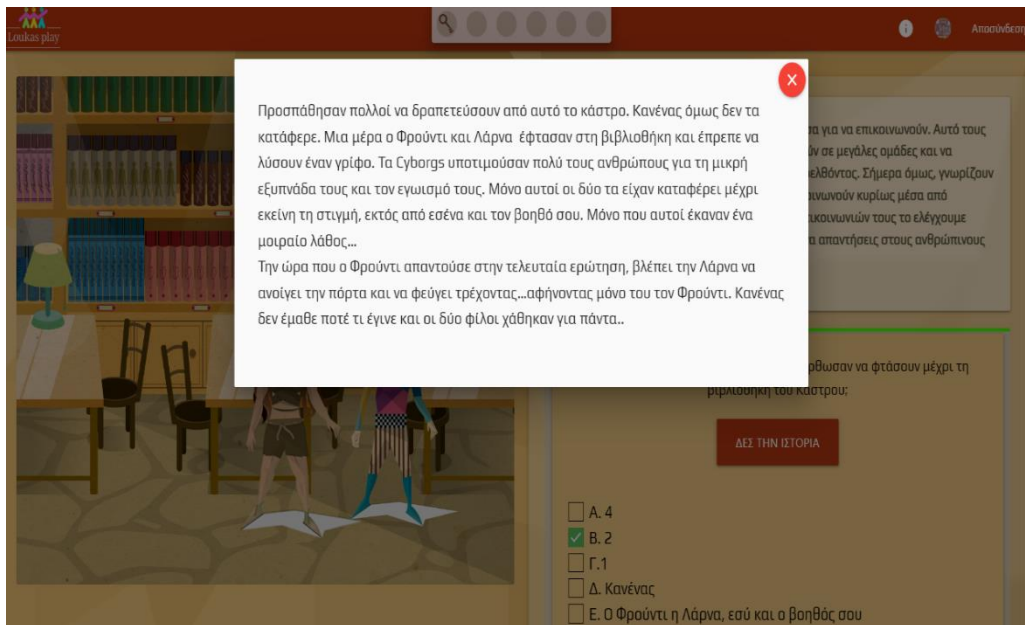 Loukas play
Αποσύνδεση
Προσπάθησαν πολλοί να δραπετεύσουν από αυτό το κάστρο. Κανένας όμως δεν τα
κατάφερε. Μια μέρα ο Φρούντι και Λάρνα έφτασαν στη βιβλιοθήκη και έπρεπε να
λύσουν έναν γρίφο. Τα Cyborgs υποτιμούσαν πολύ τους ανθρώπους για τη μικρή
εξυπνάδα τους και τον εγωισμό τους. Μόνο αυτοί οι δύο τα είχαν καταφέρει μέχρι
εκείνη τη στιγμή, εκτός από εσένα και τον βοηθό σου. Μόνο που αυτοί έκαναν ένα
μοιραίο λάθος...
Την ώρα που ο Φρούντι απαντούσε στην τελευταία ερώτηση, βλέπει την Λάρνα να
ανοίγει την πόρτα και να φεύγει τρέχοντας...αφήνοντας μόνο του τον Φρούντι. Κανένας
δεν έμαθε ποτέ τι έγινε και οι δύο φίλοι χάθηκαν για πάντα..
X
για να επικοινωνούν. Αυτό τους
σε μεγάλες ομάδες και να
Σήμερα όμως, γνωρίζουν
κυρίως μέσα από
τους το ελέγχουμε
απαντήσεις στους ανθρώπινους
να φτάσουν μέχρι τη
βιβλιοθήκη του Κάστρου;
ΔΕΣ ΤΗΝ ΙΣΤΟΡΙΑ
Α. 4
Β. 2
Γ.1
Δ. Κανένας
Ε. Ο Φρούντι η Λάρνα, εσύ και ο βοηθός σου